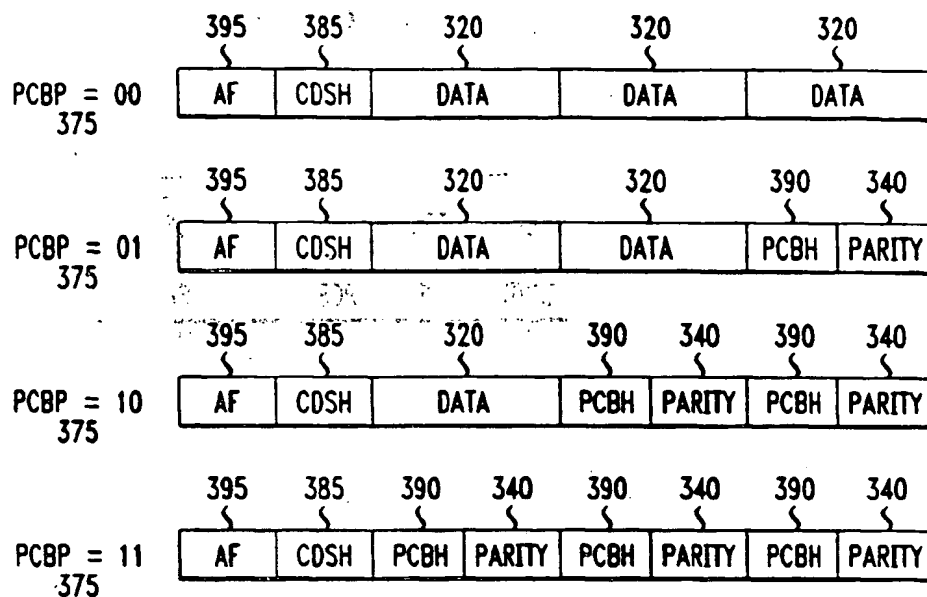 395 385 320 320 320
PCBP = 00 AF CDSH DATA DATA DATA
375
395 385 320 320 390 340
PCBP = 01 AF CDSH DATA DATA PCBH PARITY
375
395 385 320 390 340 390 340
PCBP = 10 AF CDSH DATA PCBH PARITY PCBH PARITY
375
395 385 390 340 390 340 390 340
PCBP = 11 AF CDSH PCBH PARITY PCBH PARITY PCBH PARITY
375